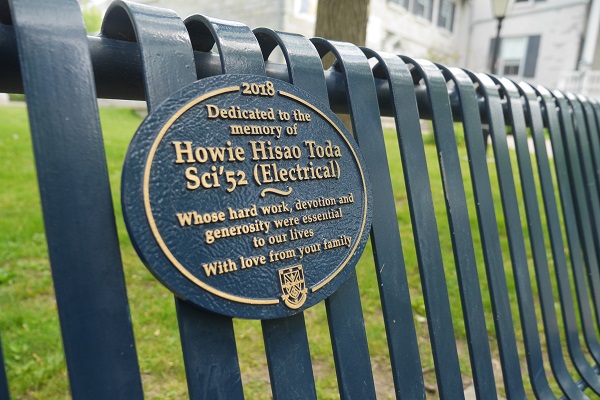 2018
Dedicated to the
memory of
Howie Hisao Toda
Sci'52 (Electrical)
Whose hard work, devotion and
generosity were essential
to our lives
With love from your family